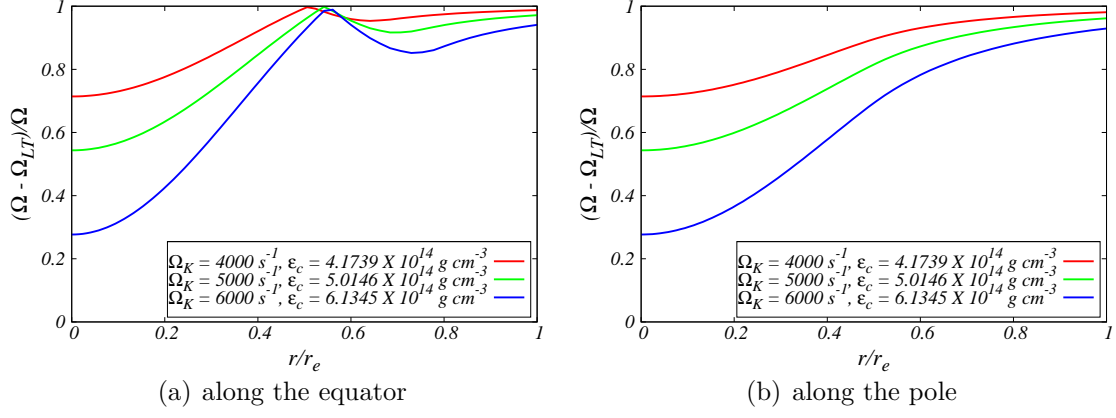 (Ω - Ω_LT)/Ω
1
0.8
0.6
0.4
0.2
0
Ω_K = 4000 s^-1, ε_c = 4.1739 X 10^14 g cm^-3
Ω_K = 5000 s^-1, ε_c = 5.0146 X 10^14 g cm^-3
Ω_K = 6000 s^-1, ε_c = 6.1345 X 10^14 g cm^-3
0 0.2 0.4 0.6 0.8 1
r/r_e
(a) along the equator
(Ω - Ω_LT)/Ω
1
0.8
0.6
0.4
0.2
0
Ω_K = 4000 s^-1, ε_c = 4.1739 X 10^14 g cm^-3
Ω_K = 5000 s^-1, ε_c = 5.0146 X 10^14 g cm^-3
Ω_K = 6000 s^-1, ε_c = 6.1345 X 10^14 g cm^-3
0 0.2 0.4 0.6 0.8 1
r/r_e
(b) along the pole